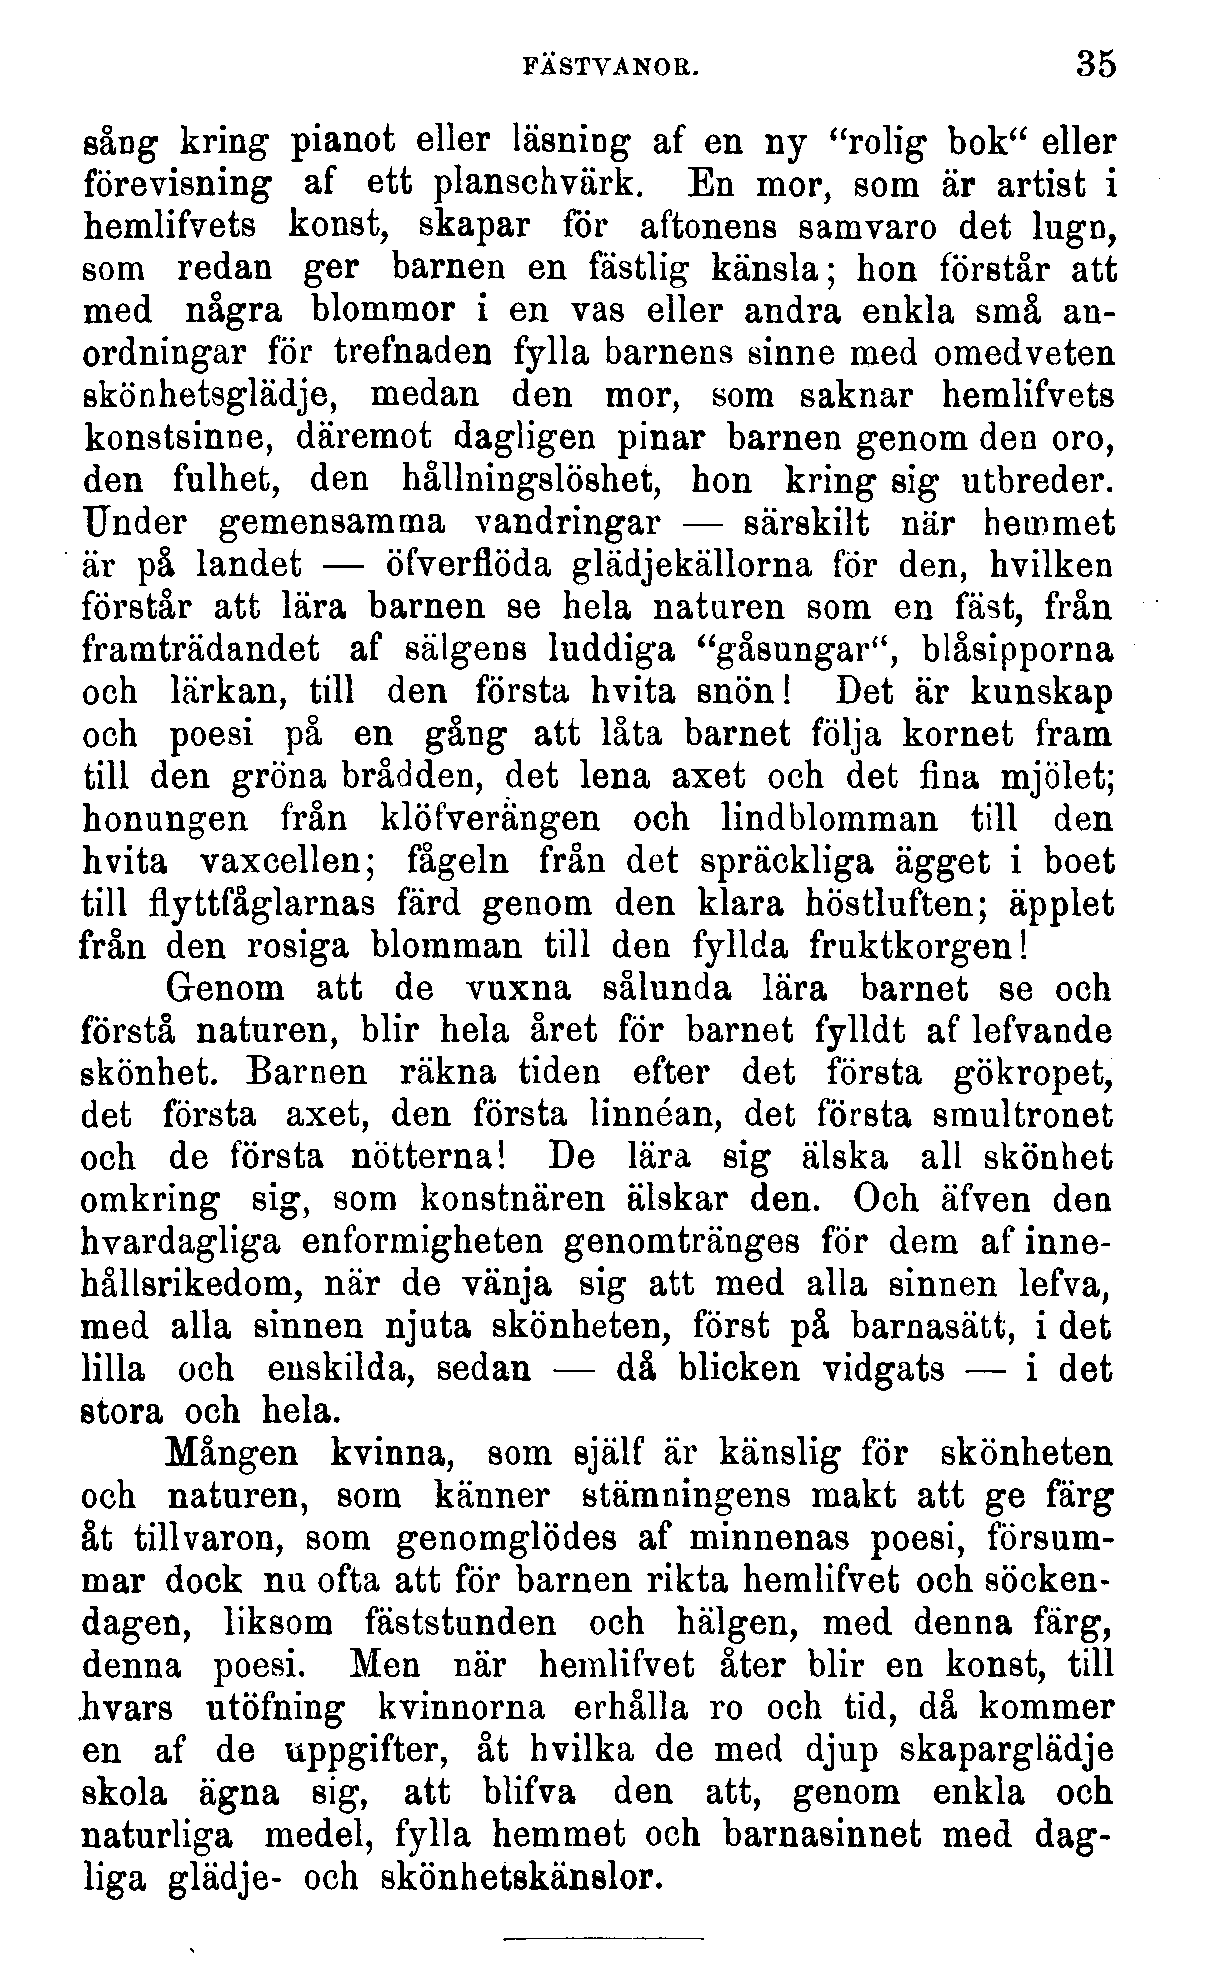 FÄSTVANOR. 35
sång kring pianot eller läsning af en ny “rolig bok“ eller
förevisning af ett planschvärk. En mor, som är artist i
hemlifvets konst, skapar för aftonens samvaro det lugn,
som redan ger barnen en fästlig känsla; hon förstår att
med några blommor i en vas eller andra enkla små an-
ordningar för trefnaden fylla barnens sinne med omedveten
skönhetsglädje, medan den mor, som saknar hemlifvets
konstsinne, däremot dagligen pinar barnen genom den oro,
den fulhet, den hållningslöshet, hon kring sig utbreder.
Under gemensamma vandringar — särskilt när hemmet
är på landet — öfverflöda glädjekällorna för den, hvilken
förstår att lära barnen se hela naturen som en fäst, från
framträdandet af sälgens luddiga “gåsungar“, blåsipporna
och lärkan, till den första hvita snön! Det är kunskap
och poesi på en gång att låta barnet följa kornet fram
till den gröna brådden, det lena axet och det fina mjölet;
honungen från klöfverängen och lindblomman till den
hvita vaxcellen; fågeln från det spräckliga ägget i boet
till flyttfåglarnas färd genom den klara höstluften; äpplet
från den rosiga blomman till den fyllda fruktkorgen!
Genom att de vuxna sålunda lära barnet se och
förstå naturen, blir hela året för barnet fylldt af lefvande
skönhet. Barnen räkna tiden efter det första gökropet,
det första axet, den första linnéan, det första smultronet
och de första nötterna! De lära sig älska all skönhet
omkring sig, som konstnären älskar den. Och äfven den
hvardagliga enformigheten genomtränges för dem af inne-
hållsrikedom, när de vänja sig att med alla sinnen lefva,
med alla sinnen njuta skönheten, först på barnasätt, i det
lilla och enskilda, sedan — då blicken vidgats — i det
stora och hela.
Mången kvinna, som själf är känslig för skönheten
och naturen, som känner stämningens makt att ge färg
åt tillvaron, som genomglödes af minnenas poesi, försum-
mar dock nu ofta att för barnen rikta hemlifvet och söcken-
dagen, liksom fäststunden och hälgen, med denna färg,
denna poesi. Men när hemlifvet åter blir en konst, till
hvars utöfning kvinnorna erhålla ro och tid, då kommer
en af de uppgifter, åt hvilka de med djup skaparglädje
skola ägna sig, att blifva den att, genom enkla och
naturliga medel, fylla hemmet och barnasinnet med dag-
liga glädje- och skönhetskänslor.